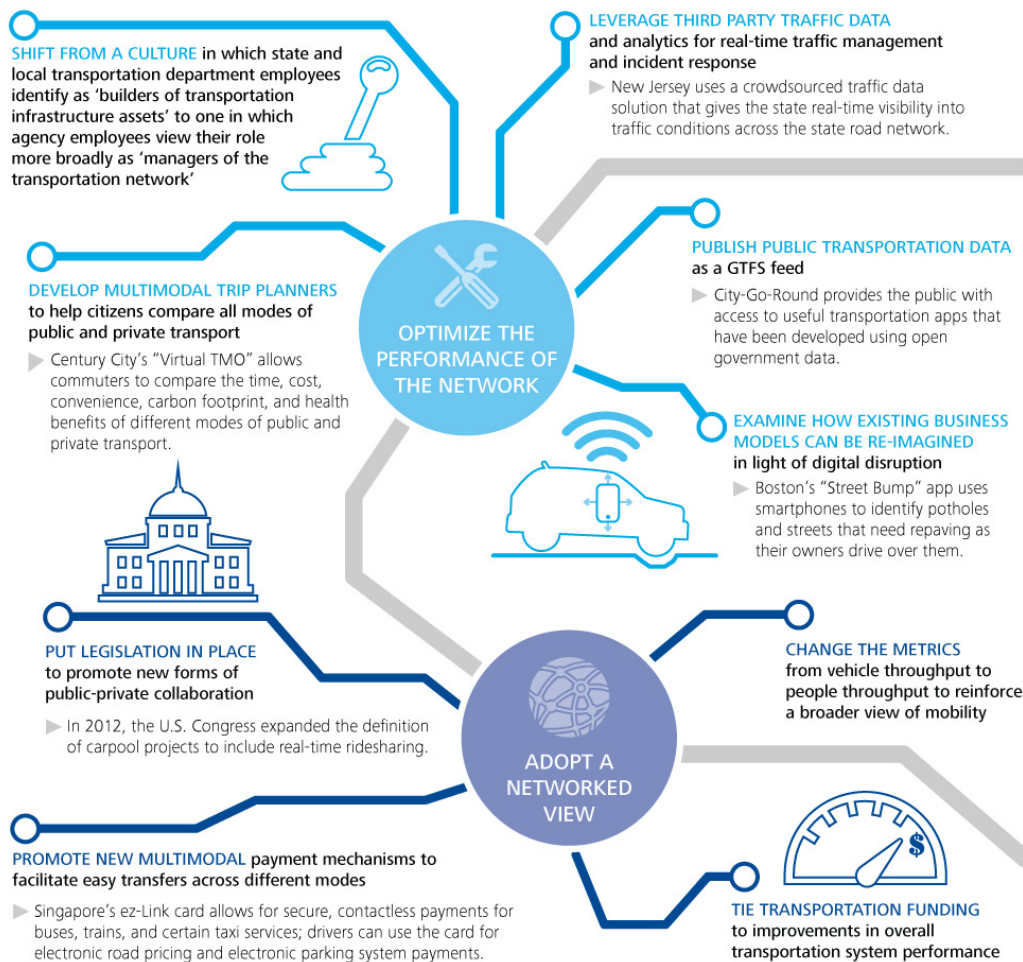 SHIFT FROM A CULTURE in which state and
local transportation department employees
identify as ‘builders of transportation
infrastructure assets’ to one in which
agency employees view their role
more broadly as ‘managers of the
transportation network’
LEVERAGE THIRD PARTY TRAFFIC DATA
and analytics for real-time traffic management
and incident response
New Jersey uses a crowdsourced traffic data
solution that gives the state real-time visibility into
traffic conditions across the state road network.
DEVELOP MULTIMODAL TRIP PLANNERS
to help citizens compare all modes of
public and private transport
Century City’s “Virtual TMO” allows
commuters to compare the time, cost,
convenience, carbon footprint, and health
benefits of different modes of public and
private transport.
OPTIMIZE THE
PERFORMANCE OF
THE NETWORK
PUBLISH PUBLIC TRANSPORTATION DATA
as a GTFS feed
City-Go-Round provides the public with
access to useful transportation apps that
have been developed using open
government data.
EXAMINE HOW EXISTING BUSINESS
MODELS CAN BE RE-IMAGINED
in light of digital disruption
Boston’s “Street Bump” app uses
smartphones to identify potholes
and streets that need repaving as
their owners drive over them.
PUT LEGISLATION IN PLACE
to promote new forms of
public-private collaboration
In 2012, the U.S. Congress expanded the definition
of carpool projects to include real-time ridesharing.
ADOPT A
NETWORKED
VIEW
CHANGE THE METRICS
from vehicle throughput to
people throughput to reinforce
a broader view of mobility
PROMOTE NEW MULTIMODAL payment mechanisms to
facilitate easy transfers across different modes
Singapore’s ez-Link card allows for secure, contactless payments for
buses, trains, and certain taxi services; drivers can use the card for
electronic road pricing and electronic parking system payments.
$
TIE TRANSPORTATION FUNDING
to improvements in overall
transportation system performance